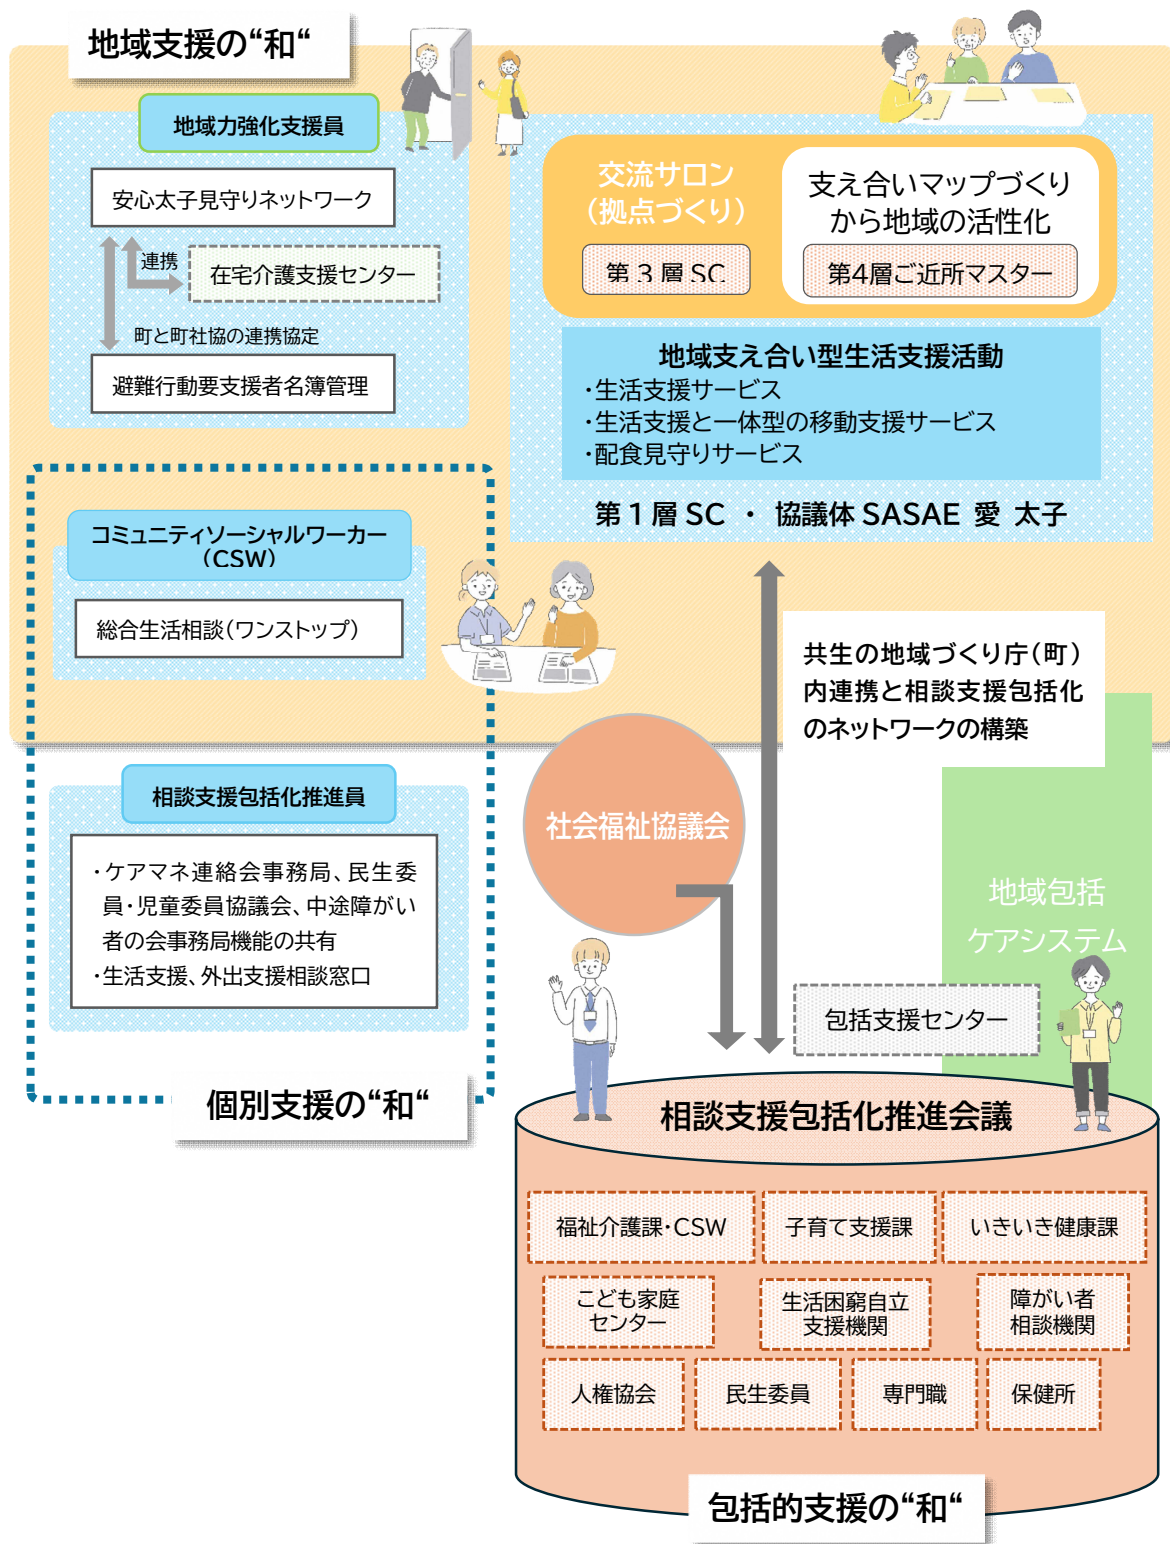 地域支援の“和“
地域力強化支援員
安心太子見守りネットワーク
連携
在宅介護支援センター
町と町社協の連携協定
避難行動要支援者名簿管理
交流サロン
（拠点づくり）
第３層 SC
支え合いマップづくり
から地域の活性化
第4層ご近所マスター
地域支え合い型生活支援活動
・生活支援サービス
・生活支援と一体型の移動支援サービス
・配食見守りサービス
第１層 SC ・ 協議体 SASAE 愛 太子
コミュニティソーシャルワーカー
（CSW）
総合生活相談（ワンストップ）
共生の地域づくり庁（町）
内連携と相談支援包括化
のネットワークの構築
相談支援包括化推進員
・ケアマネ連絡会事務局、民生委
員・児童委員協議会、中途障がい
者の会事務局機能の共有
・生活支援、外出支援相談窓口
個別支援の“和“
社会福祉協議会
地域包括
ケアシステム
包括支援センター
相談支援包括化推進会議
福祉介護課・CSW
子育て支援課
いきいき健康課
こども家庭
センター
生活困窮自立
支援機関
障がい者
相談機関
人権協会
民生委員
専門職
保健所
包括的支援の“和“